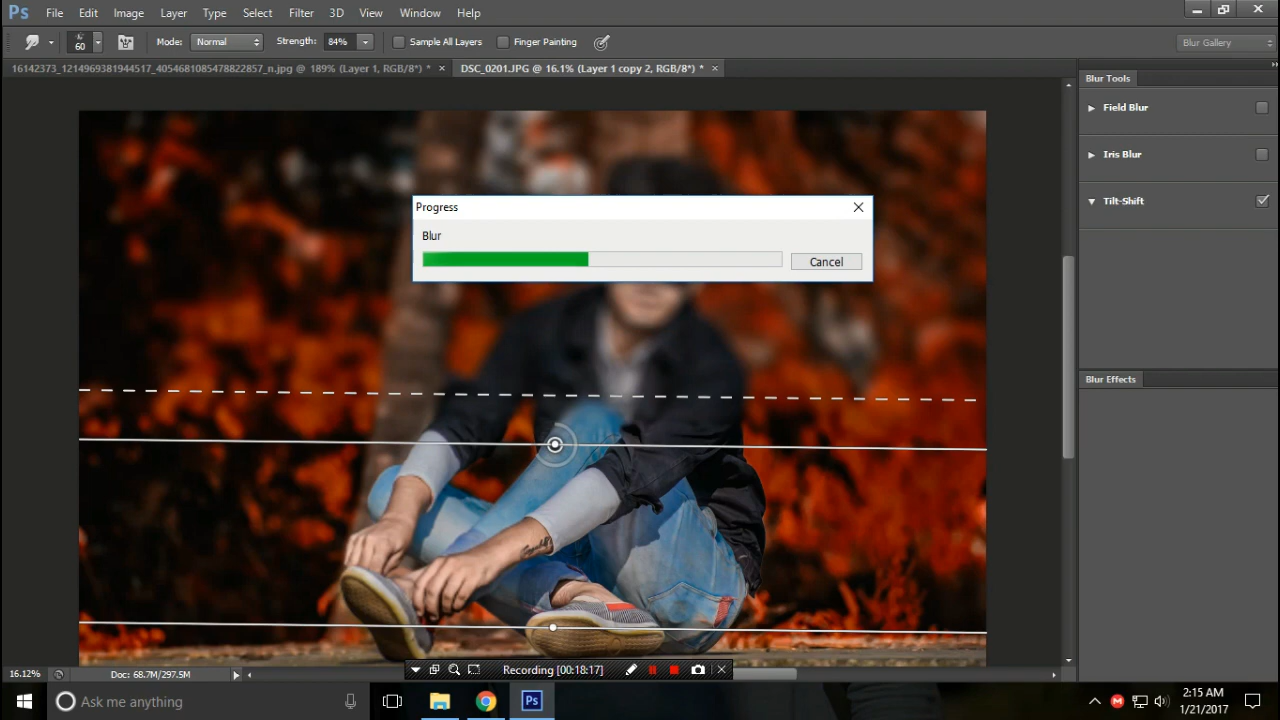 Ps File Edit Image Layer Type Select Filter 3D View Window Help
60 Mode: Normal Strength: 84% Sample All Layers Finger Painting Blur Gallery
16142373_1214969381944517_4054681085478822857_n.jpg @ 189% (Layer 1, RGB/8*) * × DSC_0201.JPG @ 16.1% (Layer 1 copy 2, RGB/8*) * ×
Blur Tools
Field Blur
Iris Blur
Tilt-Shift
Progress
Blur
Cancel
Blur Effects
16.12% Doc: 68.7M/297.5M
Recording [00:18:17]
Ask me anything
Ps
2:15 AM
1/21/2017